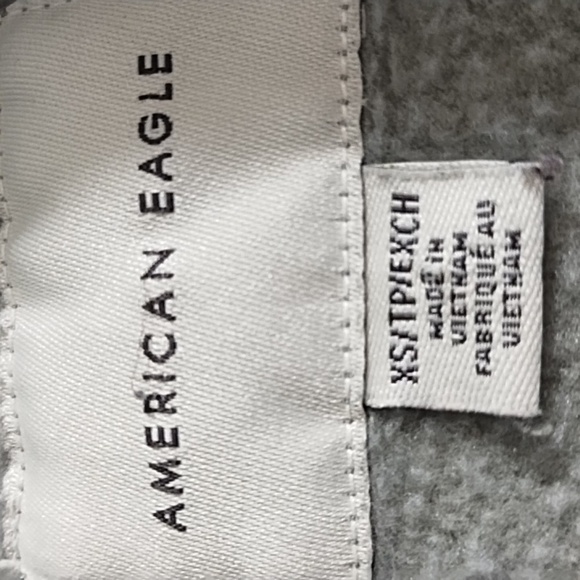 AMERICAN EAGLE
XS/TP/EXCH
MADE IN
VIETNAM
FABRIQUÉ AU
VIETNAM